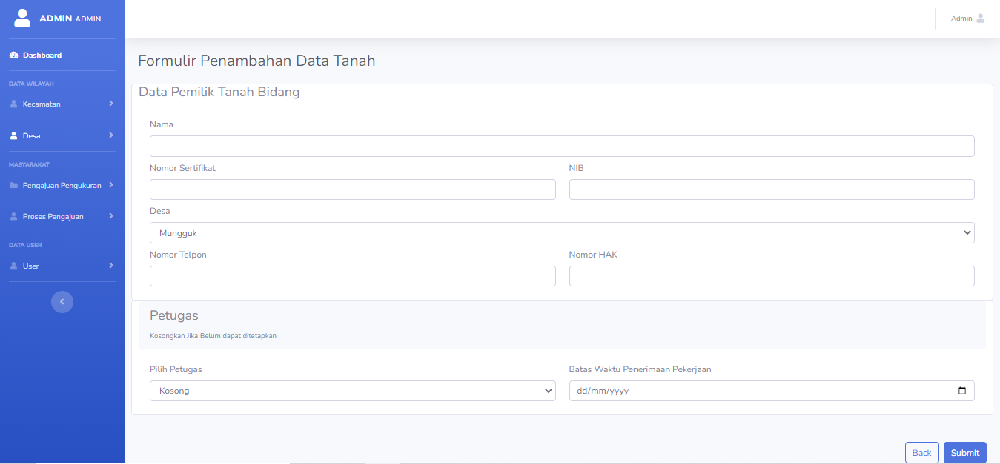 ADMIN ADMIN
Admin
Dashboard
DATA WILAYAH
Kecamatan
Desa
MASYARAKAT
Pengajuan Pengukuran
Proses Pengajuan
DATA USER
User
Formulir Penambahan Data Tanah
Data Pemilik Tanah Bidang
Nama
Nomor Sertifikat
NIB
Desa
Mungguk
Nomor Telpon
Nomor HAK
Petugas
Kosongkan Jika Belum dapat ditetapkan
Pilih Petugas
Batas Waktu Penerimaan Pekerjaan
Kosong
dd/mm/yyyy
Back
Submit